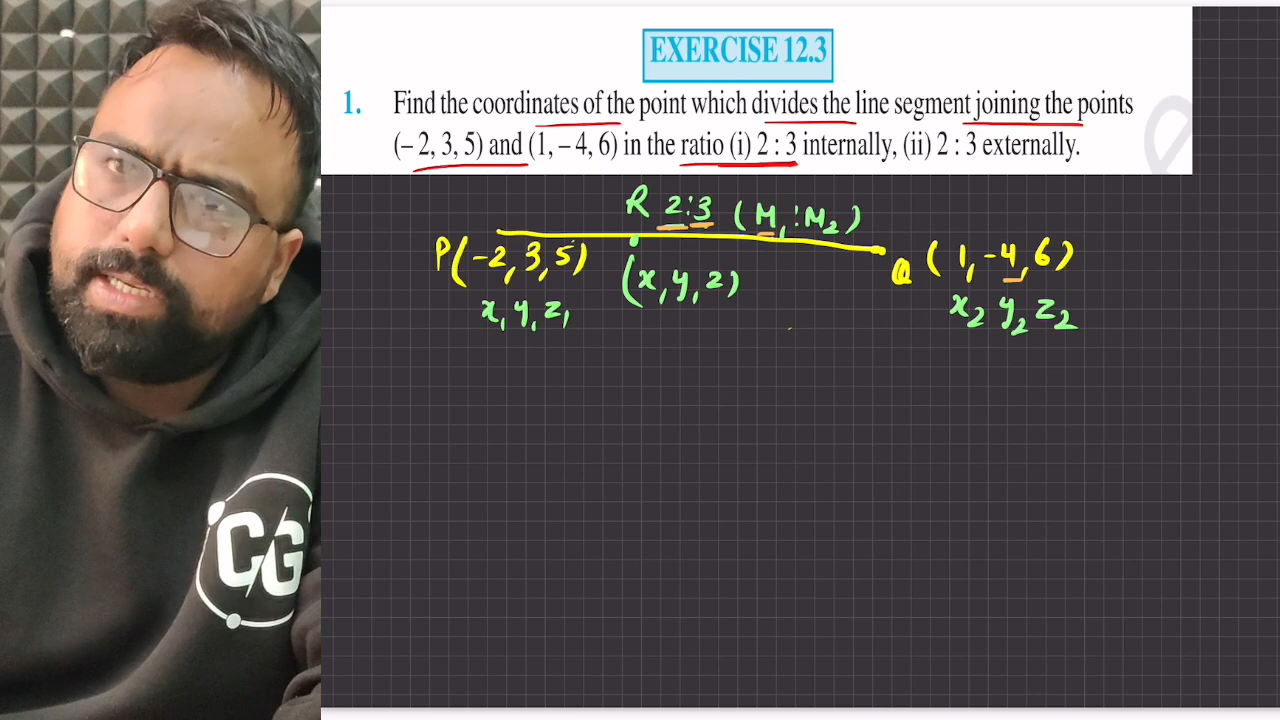 EXERCISE 12.3
1. Find the coordinates of the point which divides the line segment joining the points
(– 2, 3, 5) and (1, – 4, 6) in the ratio (i) 2 : 3 internally, (ii) 2 : 3 externally.
R 2:3 (M₁:M₂)
P(-2, 3, 5) (x, y, z) Q (1, -4, 6)
x₁ y₁ z₁ x₂ y₂ z₂
CG
e